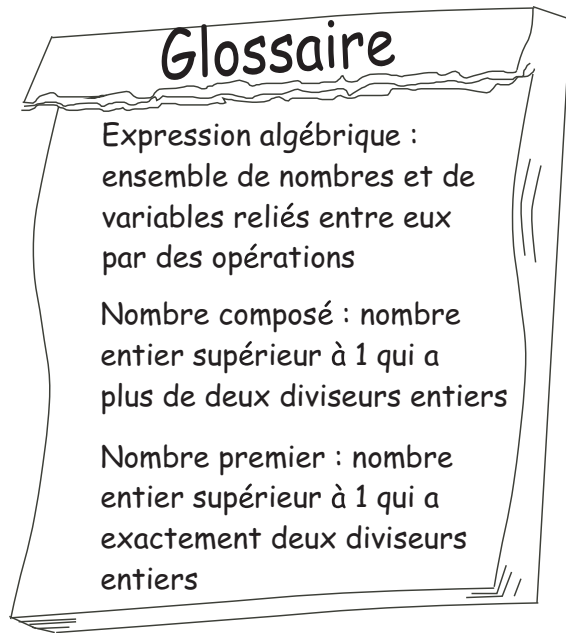 Glossaire
Expression algébrique :
ensemble de nombres et de
variables reliés entre eux
par des opérations
Nombre composé : nombre
entier supérieur à 1 qui a
plus de deux diviseurs entiers
Nombre premier : nombre
entier supérieur à 1 qui a
exactement deux diviseurs
entiers